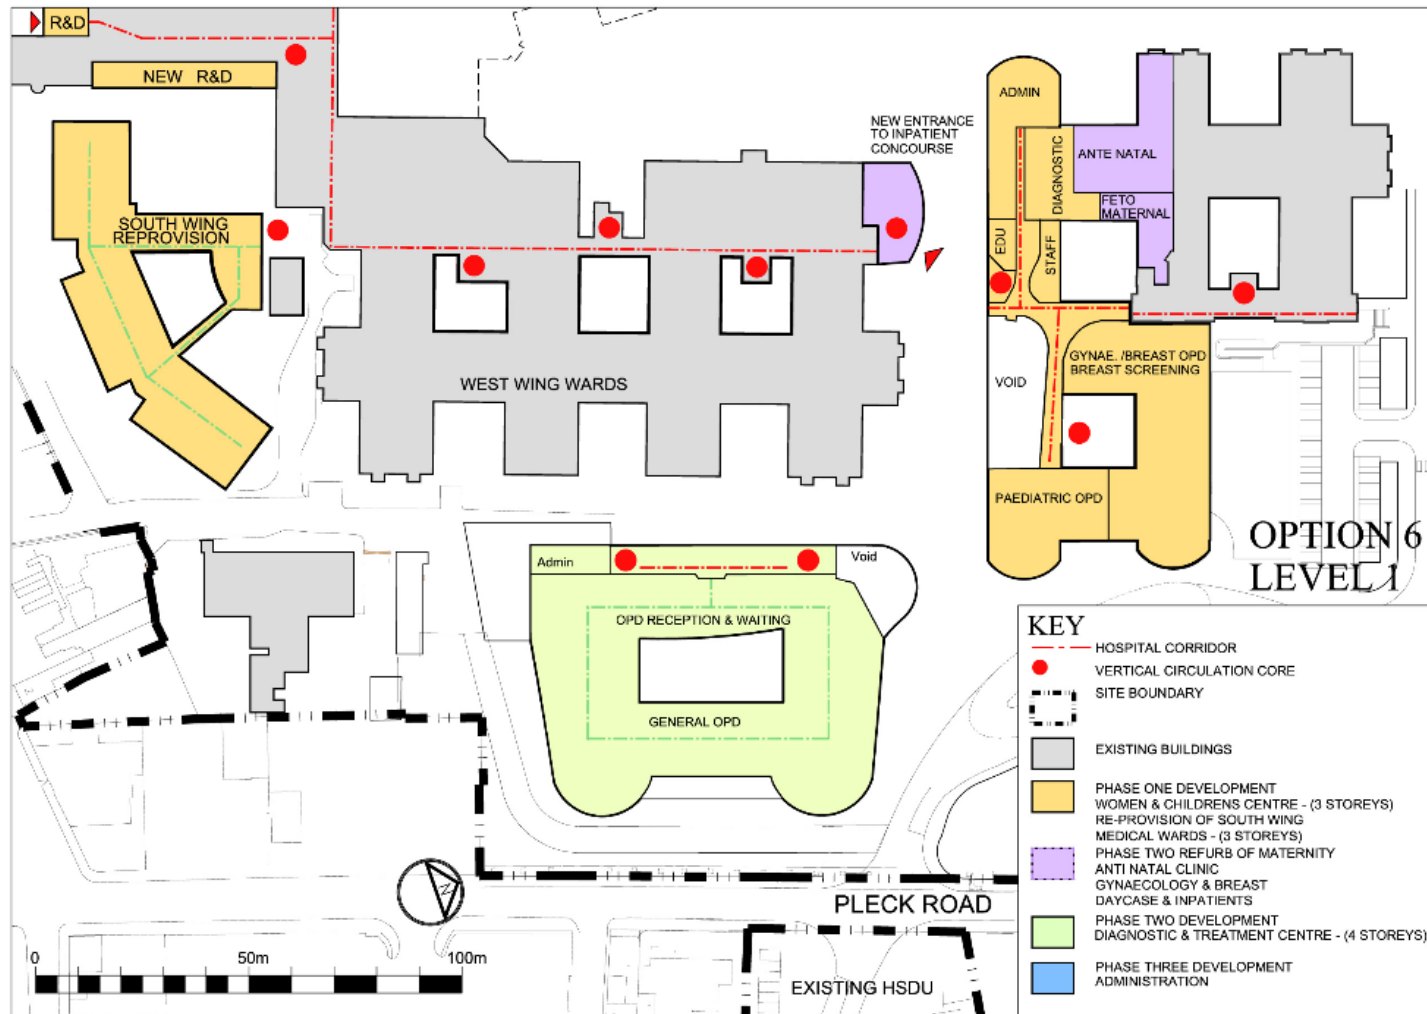 R&D
NEW R&D
NEW ENTRANCE
TO INPATIENT
CONCOURSE
ADMIN
DIAGNOSTIC
ANTE NATAL
FETO
MATERNAL
SOUTH WING
REPROVISION
EDU
STAFF
GYNAE. /BREAST OPD
BREAST SCREENING
VOID
WEST WING WARDS
PAEDIATRIC OPD
OPTION 6
LEVEL 1
Admin
Void
OPD RECEPTION & WAITING
GENERAL OPD
KEY
HOSPITAL CORRIDOR
VERTICAL CIRCULATION CORE
SITE BOUNDARY
EXISTING BUILDINGS
PHASE ONE DEVELOPMENT
WOMEN & CHILDRENS CENTRE - (3 STOREYS)
RE-PROVISION OF SOUTH WING
MEDICAL WARDS - (3 STOREYS)
PHASE TWO REFURB OF MATERNITY
ANTI NATAL CLINIC
GYNAECOLOGY & BREAST
DAYCASE & INPATIENTS
PHASE TWO DEVELOPMENT
DIAGNOSTIC & TREATMENT CENTRE - (4 STOREYS)
PHASE THREE DEVELOPMENT
ADMINISTRATION
N
PLECK ROAD
0 50m 100m
EXISTING HSDU